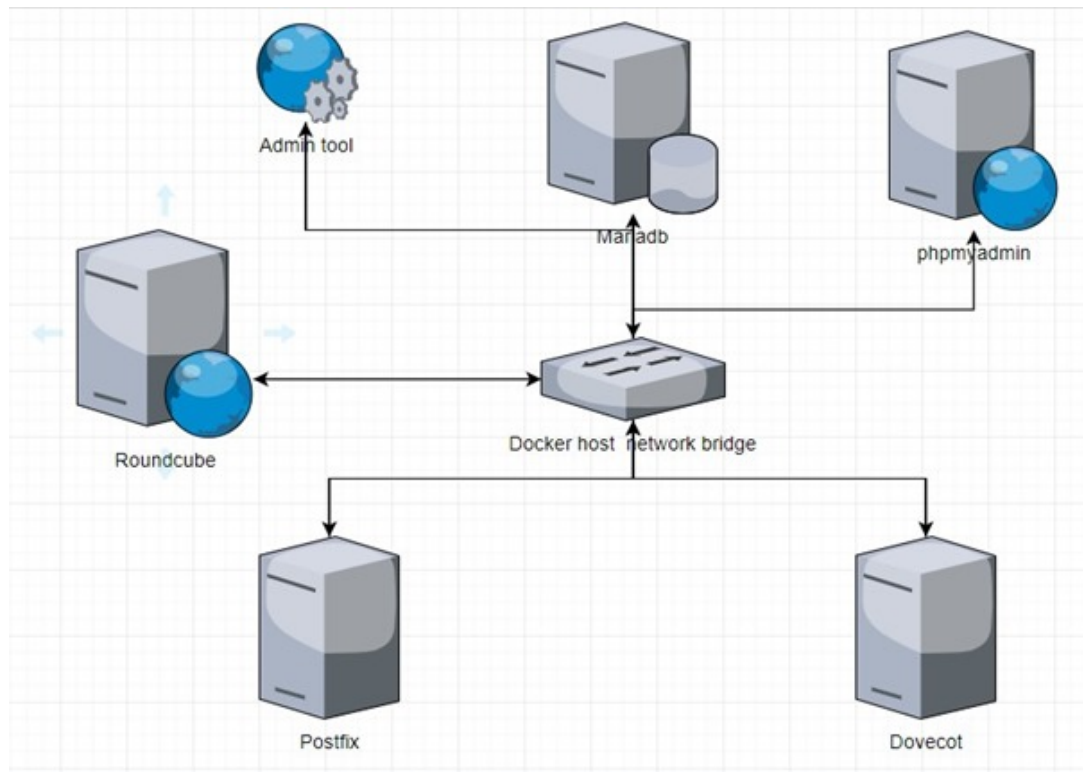 Admin tool
Mariadb
phpmyadmin
Roundcube
Docker host network bridge
Postfix
Dovecot